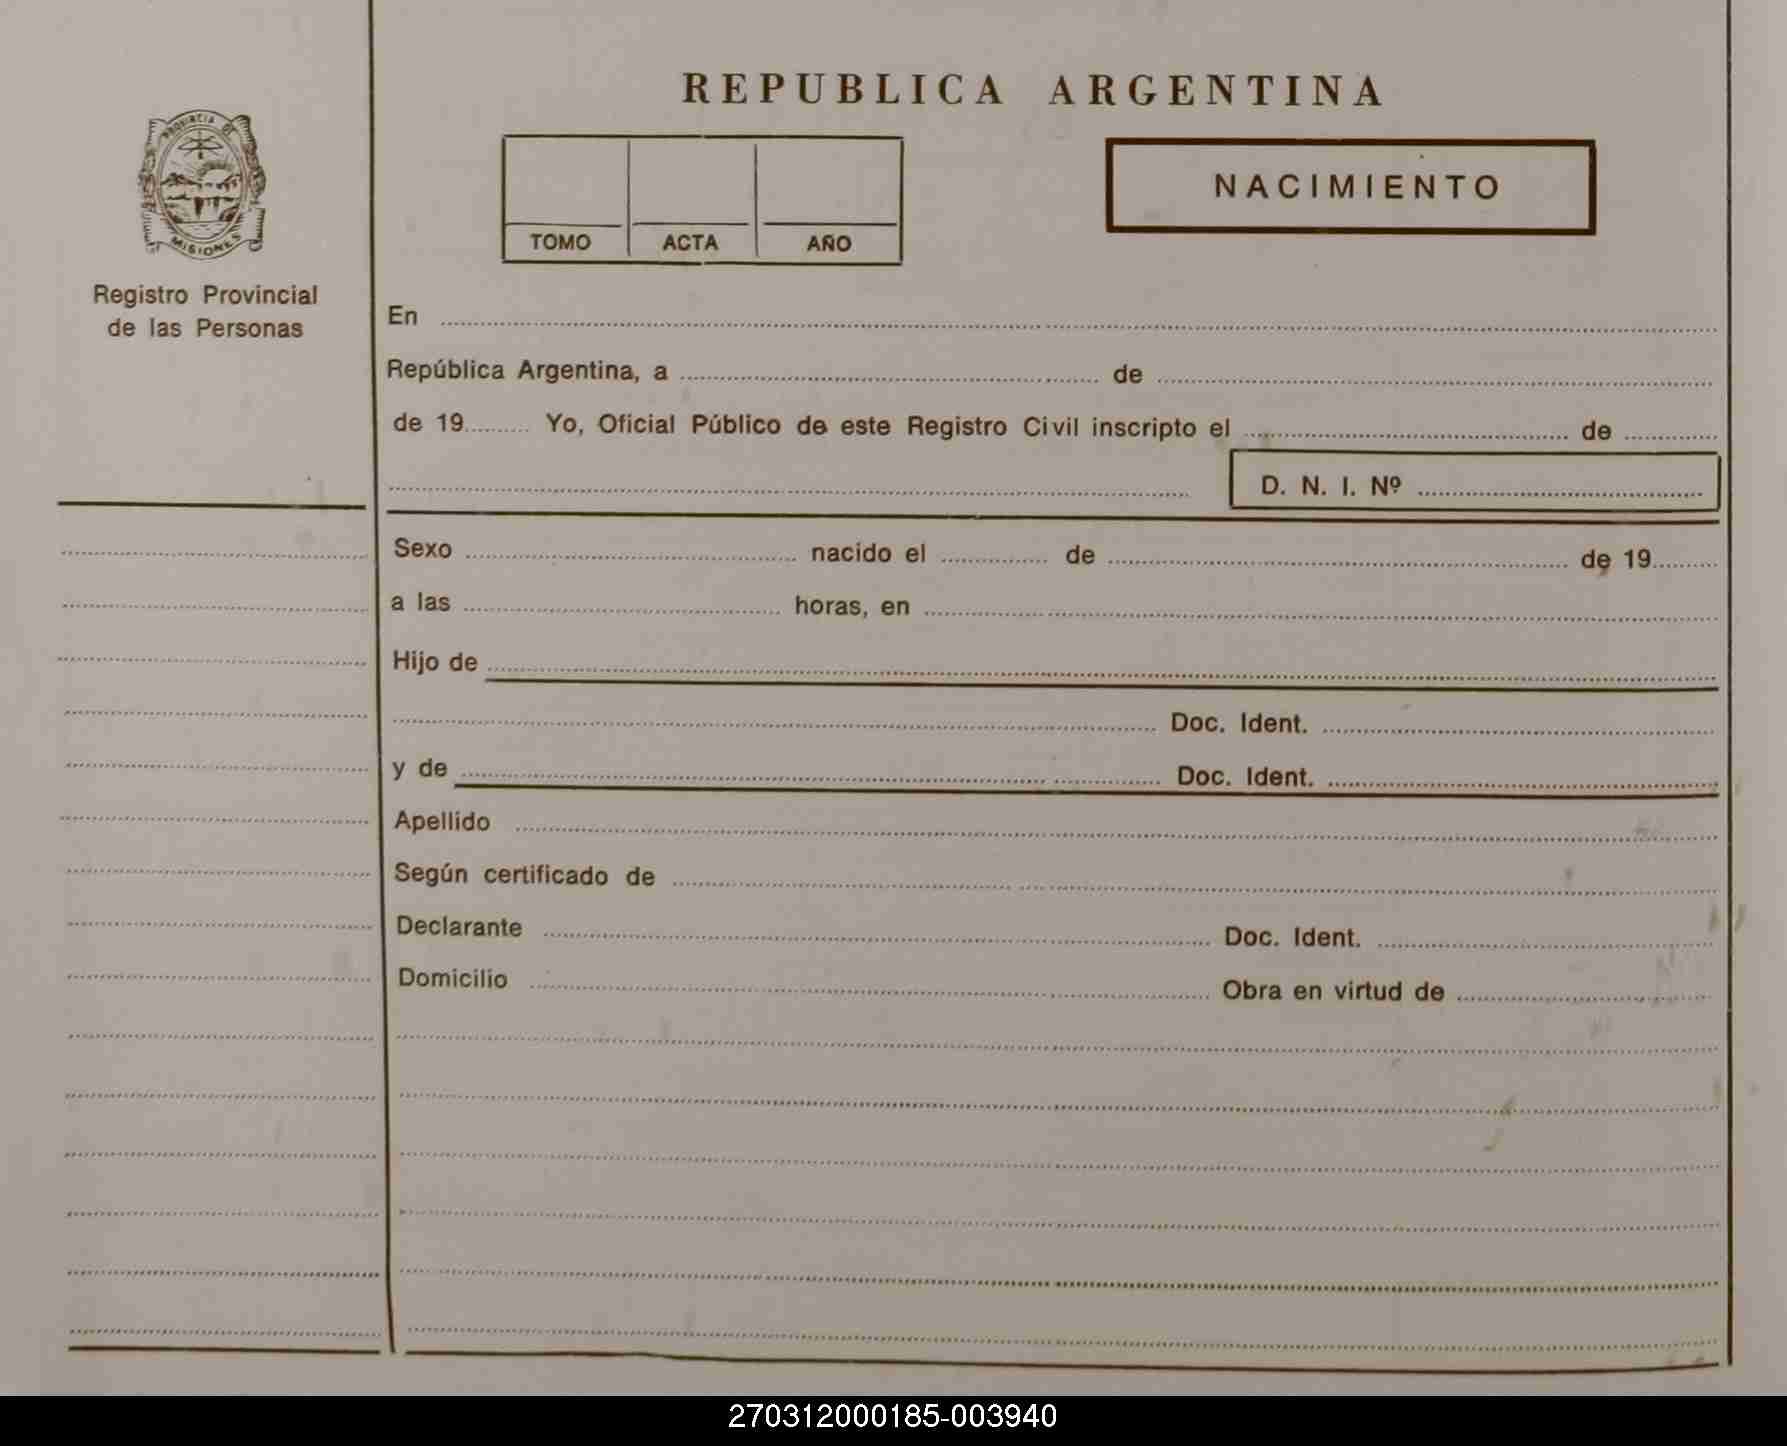 REPUBLICA ARGENTINA
PROVINCIA DE
MISIONES
Registro Provincial
de las Personas
TOMO ACTA AÑO
NACIMIENTO
En
República Argentina, a de
de 19 Yo, Oficial Público de este Registro Civil inscripto el de
D. N. I. Nº
Sexo nacido el de de 19
a las horas, en
Hijo de
Doc. Ident.
y de Doc. Ident.
Apellido
Según certificado de
Declarante Doc. Ident.
Domicilio Obra en virtud de
270312000185-003940